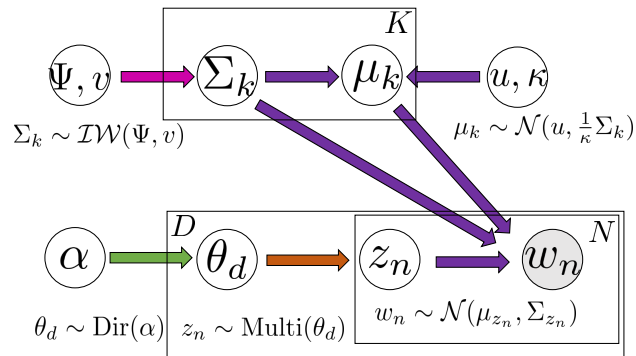 K
Ψ, v
Σ_k
μ_k
u, κ
Σ_k ∼ IW(Ψ, v)
μ_k ∼ N(u, 1/κ Σ_k)
D
N
α
θ_d
z_n
w_n
θ_d ∼ Dir(α)
z_n ∼ Multi(θ_d)
w_n ∼ N(μ_{z_n}, Σ_{z_n})